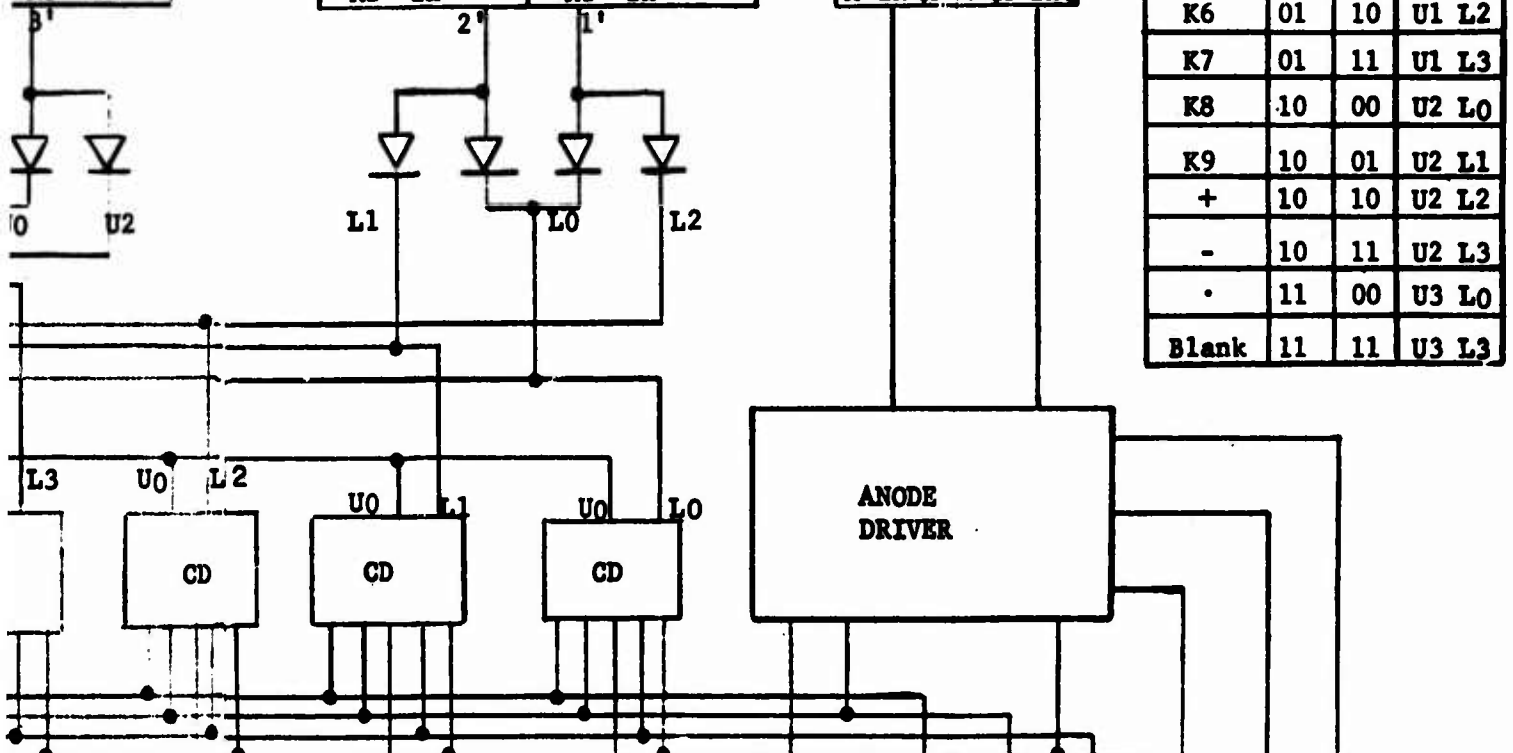 3'
2'
1'
K6 01 10 U1 L2
K7 01 11 U1 L3
K8 10 00 U2 L0
K9 10 01 U2 L1
+ 10 10 U2 L2
- 10 11 U2 L3
. 11 00 U3 L0
Blank 11 11 U3 L3
U2
L1
L0
L2
L3
U0
L2
U0
L1
U0
L0
CD
CD
CD
ANODE
DRIVER